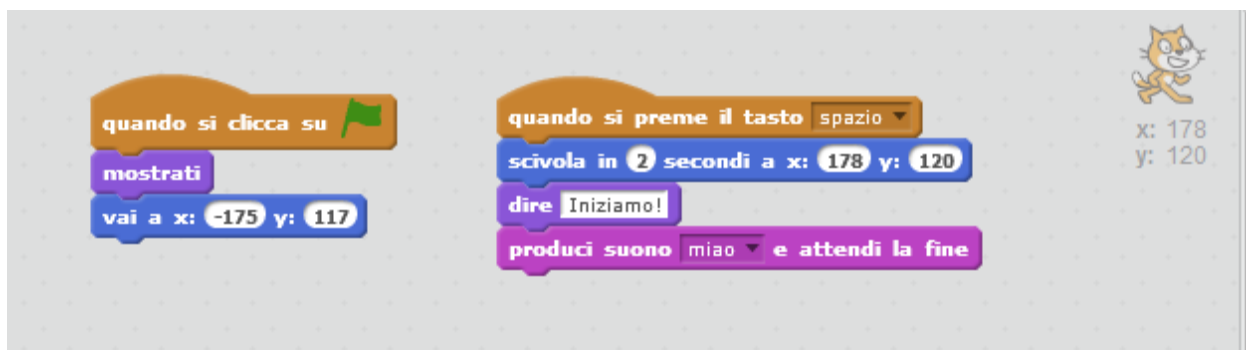 quando si clicca su
mostrati
vai a x: -175 y: 117
quando si preme il tasto spazio
scivola in 2 secondi a x: 178 y: 120
dire Iniziamo!
produci suono miao e attendi la fine
x: 178
y: 120